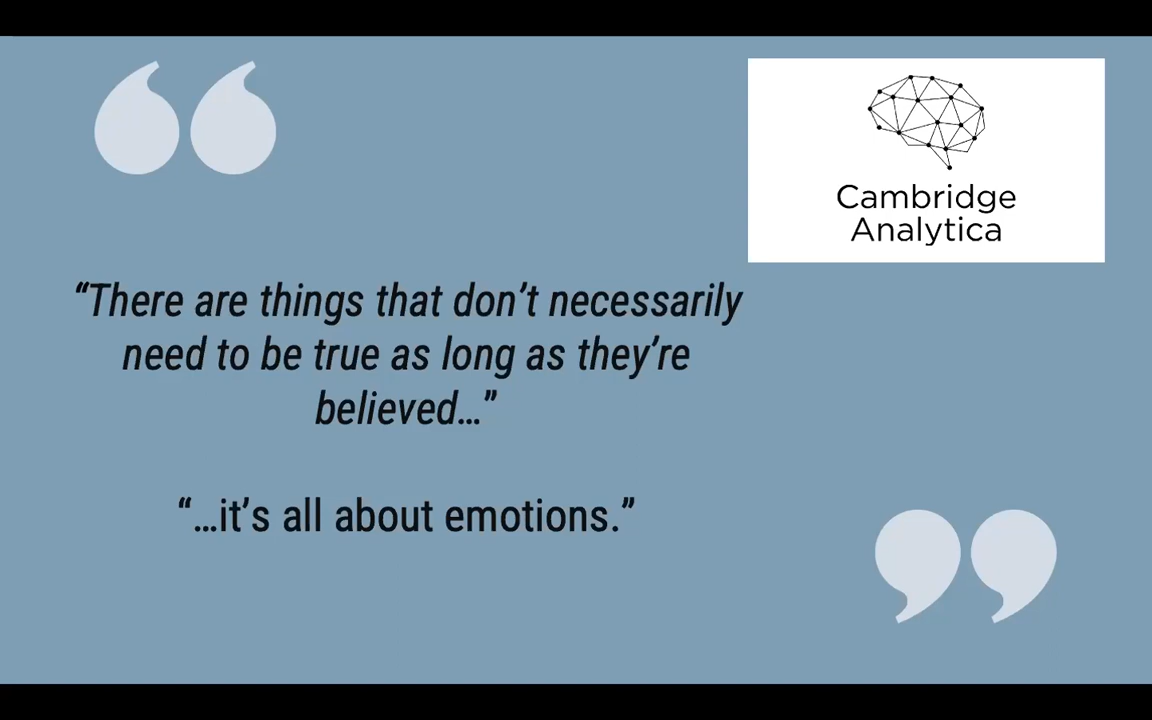 Cambridge
Analytica
“There are things that don’t necessarily
need to be true as long as they’re
believed…”
“…it’s all about emotions.”